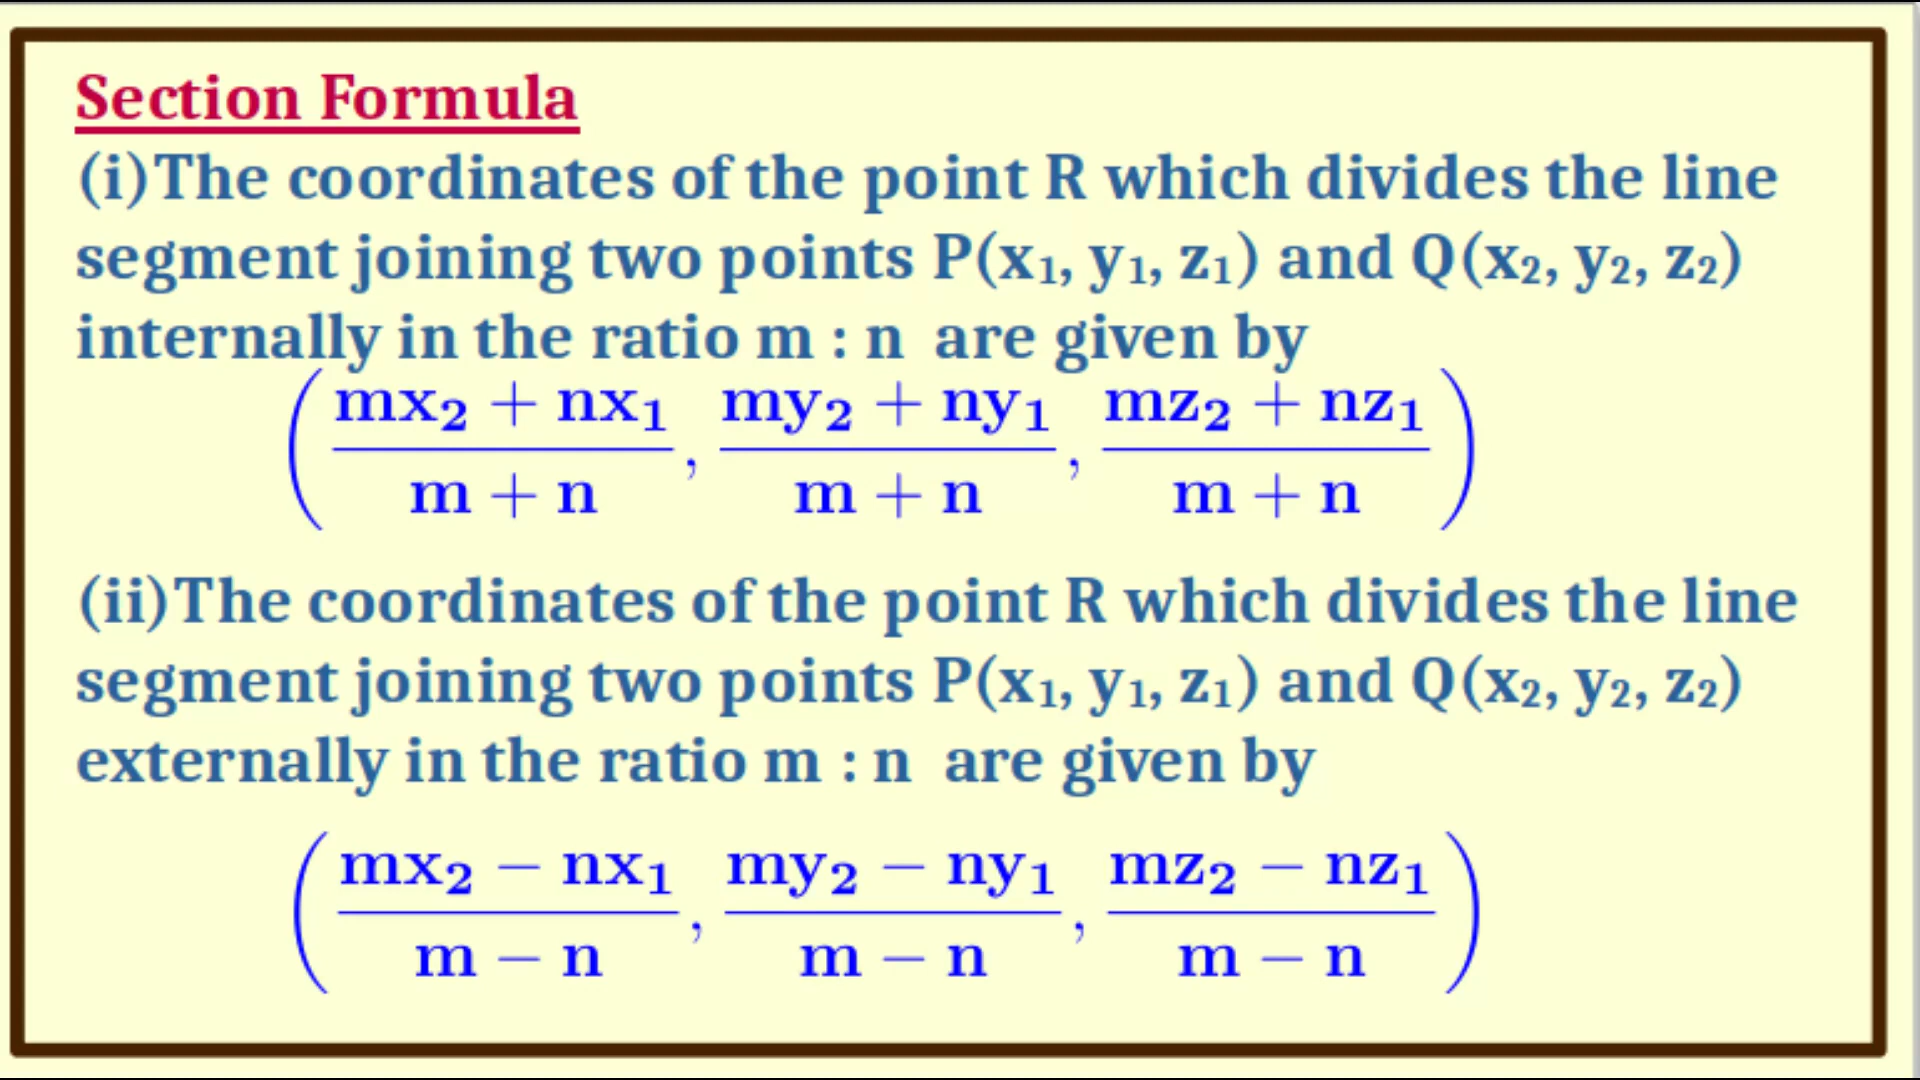 Section Formula
(i)The coordinates of the point R which divides the line
segment joining two points P(x₁, y₁, z₁) and Q(x₂, y₂, z₂)
internally in the ratio m : n are given by
(mx₂ + nx₁ / m + n, my₂ + ny₁ / m + n, mz₂ + nz₁ / m + n)
(ii)The coordinates of the point R which divides the line
segment joining two points P(x₁, y₁, z₁) and Q(x₂, y₂, z₂)
externally in the ratio m : n are given by
(mx₂ − nx₁ / m − n, my₂ − ny₁ / m − n, mz₂ − nz₁ / m − n)